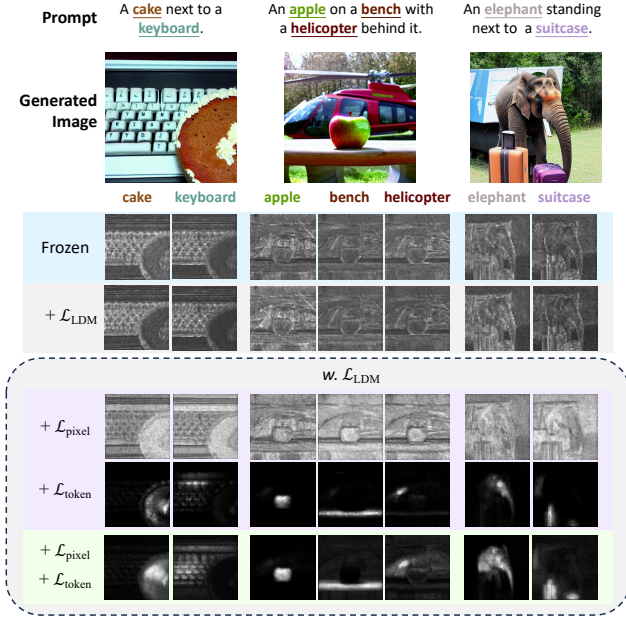 Prompt
A cake next to a
keyboard.
An apple on a bench with
a helicopter behind it.
An elephant standing
next to a suitcase.
Generated
Image
cake keyboard apple bench helicopter elephant suitcase
Frozen
+ ℒLDM
w. ℒLDM
+ ℒpixel
+ ℒtoken
+ ℒpixel
+ ℒtoken